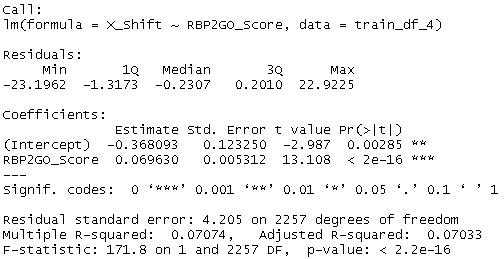 Call:
lm(formula = X_Shift ~ RBP2GO_Score, data = train_df_4)
Residuals:
Min 1Q Median 3Q Max
-23.1962 -1.3173 -0.2307 0.2010 22.9225
Coefficients:
Estimate Std. Error t value Pr(>|t|)
(Intercept) -0.368093 0.123250 -2.987 0.00285 **
RBP2GO_Score 0.069630 0.005312 13.108 < 2e-16 ***
---
Signif. codes: 0 ‘***’ 0.001 ‘**’ 0.01 ‘*’ 0.05 ‘.’ 0.1 ‘ ’ 1
Residual standard error: 4.205 on 2257 degrees of freedom
Multiple R-squared: 0.07074, Adjusted R-squared: 0.07033
F-statistic: 171.8 on 1 and 2257 DF, p-value: < 2.2e-16